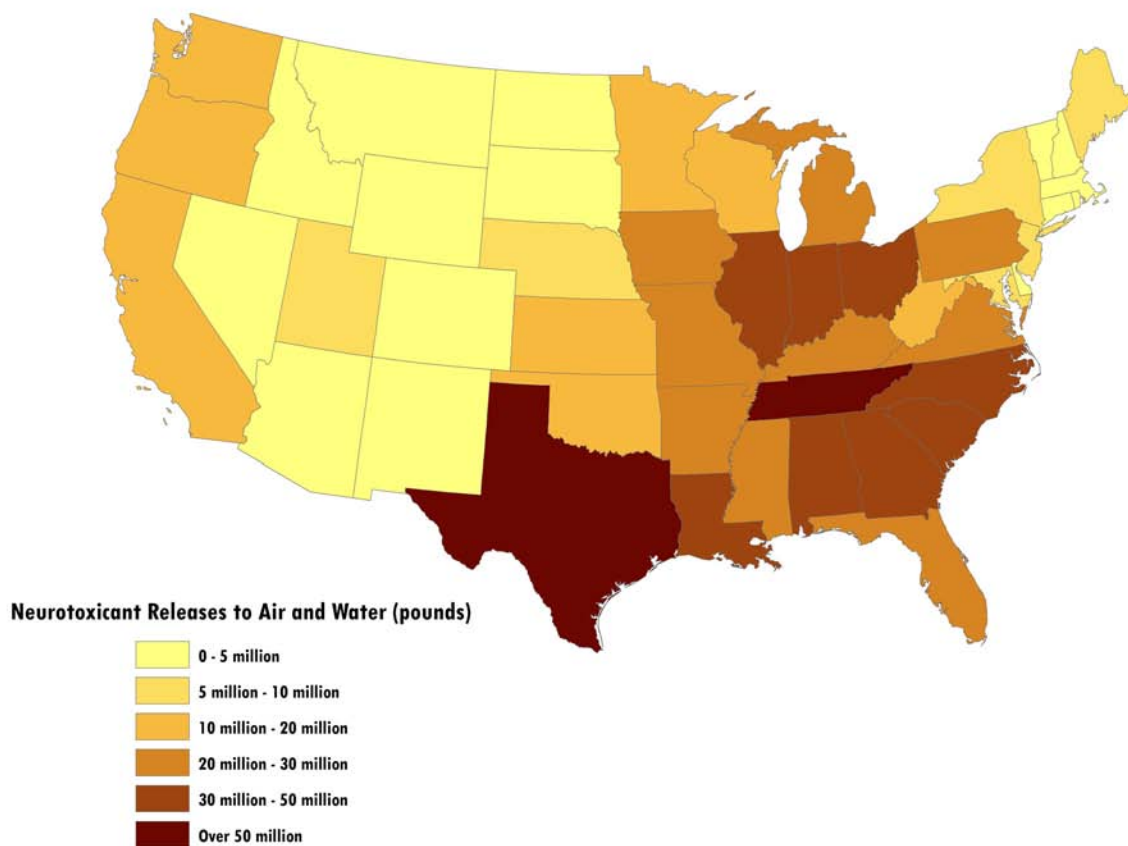 Neurotoxicant Releases to Air and Water (pounds)
0 - 5 million
5 million - 10 million
10 million - 20 million
20 million - 30 million
30 million - 50 million
Over 50 million